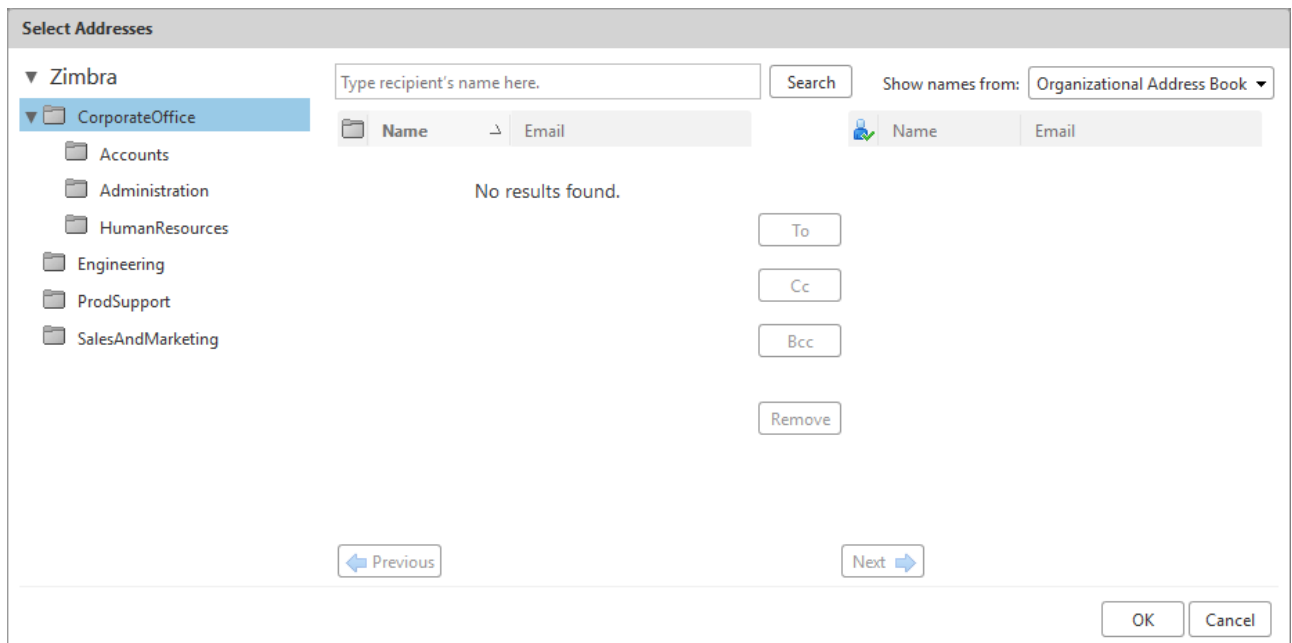 Select Addresses
Zimbra
CorporateOffice
Accounts
Administration
HumanResources
Engineering
ProdSupport
SalesAndMarketing
Type recipient's name here.
Search
Show names from: Organizational Address Book
Name Email
No results found.
To
Cc
Bcc
Remove
Name Email
Previous
Next
OK Cancel